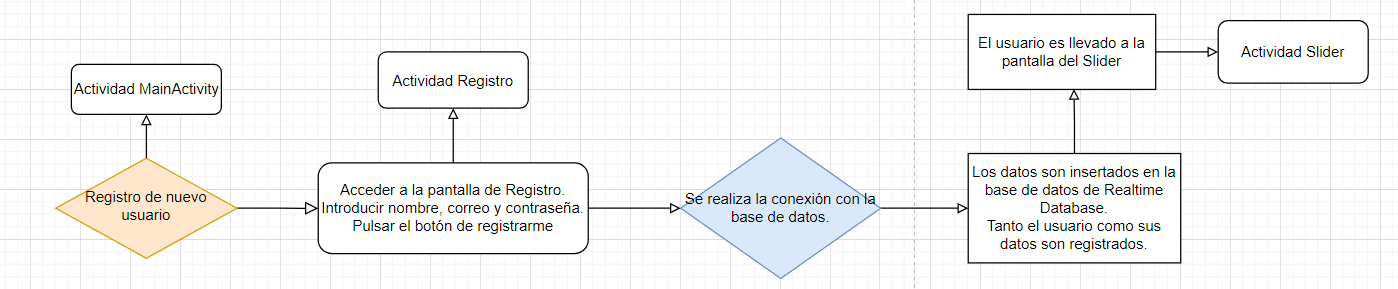 Actividad MainActivity
Registro de nuevo
usuario
Actividad Registro
Acceder a la pantalla de Registro.
Introducir nombre, correo y contraseña.
Pulsar el botón de registrarme
Se realiza la conexión con la
base de datos.
Los datos son insertados en la
base de datos de Realtime
Database.
Tanto el usuario como sus
datos son registrados.
El usuario es llevado a la
pantalla del Slider
Actividad Slider